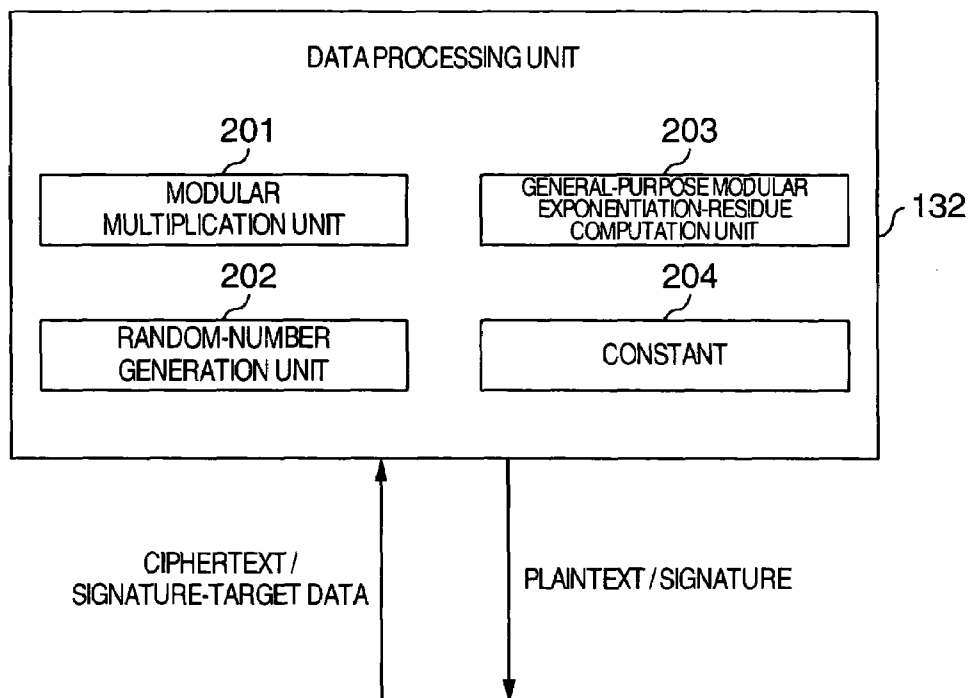 DATA PROCESSING UNIT
201
MODULAR
MULTIPLICATION UNIT
203
GENERAL-PURPOSE MODULAR
EXPONENTIATION-RESIDUE
COMPUTATION UNIT
132
202
RANDOM-NUMBER
GENERATION UNIT
204
CONSTANT
CIPHERTEXT /
SIGNATURE-TARGET DATA
PLAINTEXT / SIGNATURE